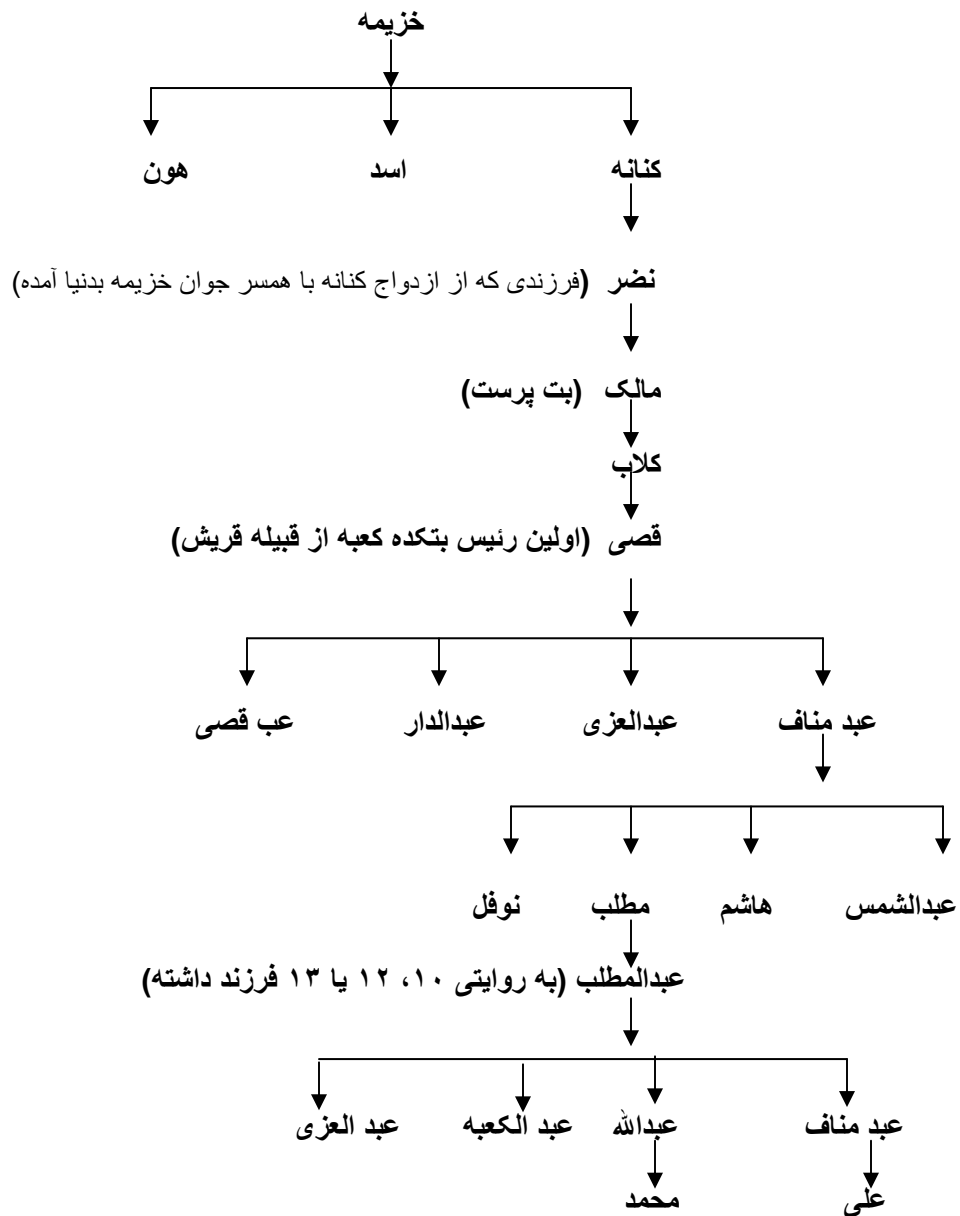 خزیمه
کنانه اسد هون
نضر (فرزندی که از ازدواج کنانه با همسر جوان خزیمه بدنیا آمده)
مالک (بت پرست)
کلاب
قصی (اولین رئیس بتکده کعبه از قبیله قریش)
عبد مناف عبدالعزی عبدالدار عب قصی
عبدالشمس هاشم مطلب نوفل
عبدالمطلب (به روایتی ۱۰، ۱۲ یا ۱۳ فرزند داشته)
عبد مناف عبدالله عبد الکعبه عبد العزی
علی محمد